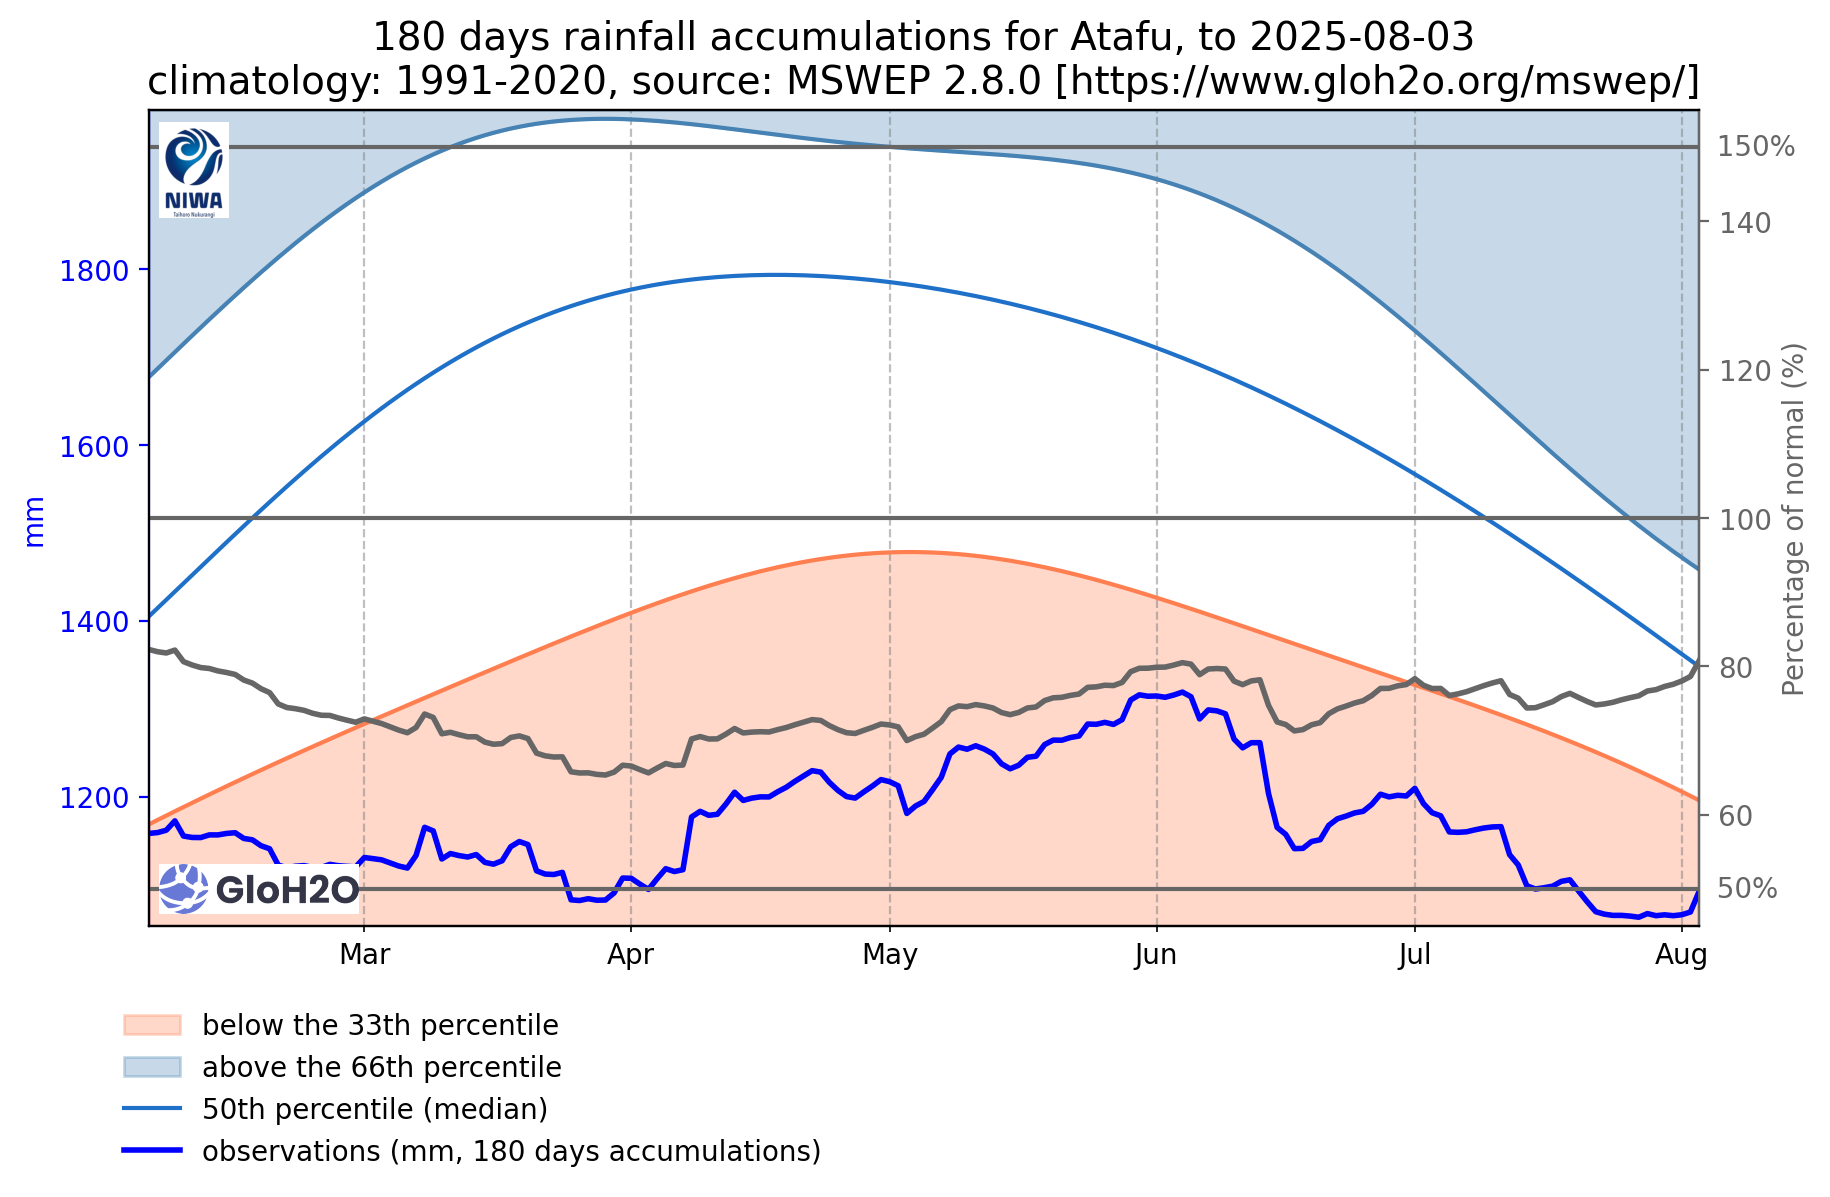 180 days rainfall accumulations for Atafu, to 2025-08-03
climatology: 1991-2020, source: MSWEP 2.8.0 [https://www.gloh2o.org/mswep/]
NIWA
Taihoro Nukurangi
150%
140
1800
120
1600
mm
100
Percentage of normal (%)
1400
80
1200
60
GloH2O
50%
Mar Apr May Jun Jul Aug
below the 33th percentile
above the 66th percentile
50th percentile (median)
observations (mm, 180 days accumulations)